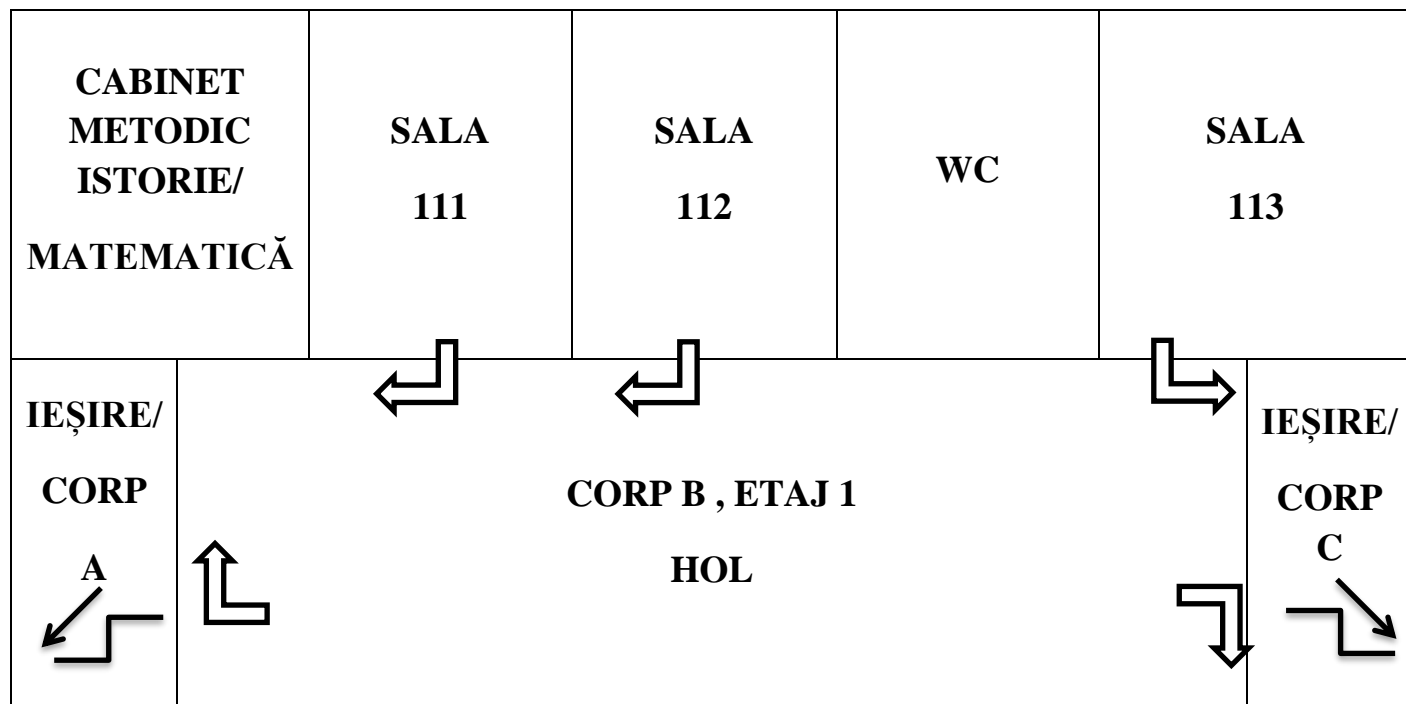 CABINET
METODIC
ISTORIE/
MATEMATICĂ
SALA
111
SALA
112
WC
SALA
113
IEȘIRE/
CORP
A
CORP B , ETAJ 1
HOL
IEȘIRE/
CORP
C